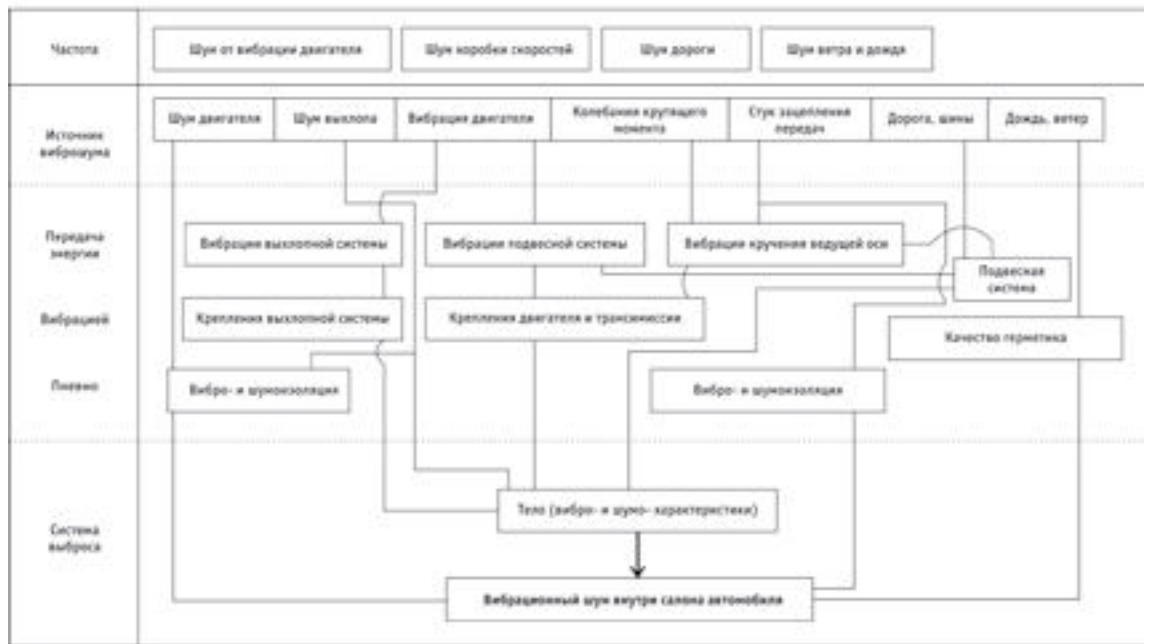 Частота
Шум от вибрации двигателя
Шум коробки скоростей
Шум дороги
Шум ветра и дождя
Источник
виброшума
Шум двигателя
Шум выхлопа
Вибрация двигателя
Колебания крутящего
момента
Стук зацепления
передач
Дорога, шины
Дождь, ветер
Передача
энергии
Вибрации выхлопной системы
Вибрации подвесной системы
Вибрации кручения ведущей оси
Подвесная
система
Вибрацией
Крепления выхлопной системы
Крепления двигателя и трансимиссии
Качество герметика
Пневмо
Вибро- и шумоизоляция
Вибро- и шумоизоляция
Система
выброса
Тело (вибро- и шумо- характеристики)
Вибрационный шум внутри салона автомобиля